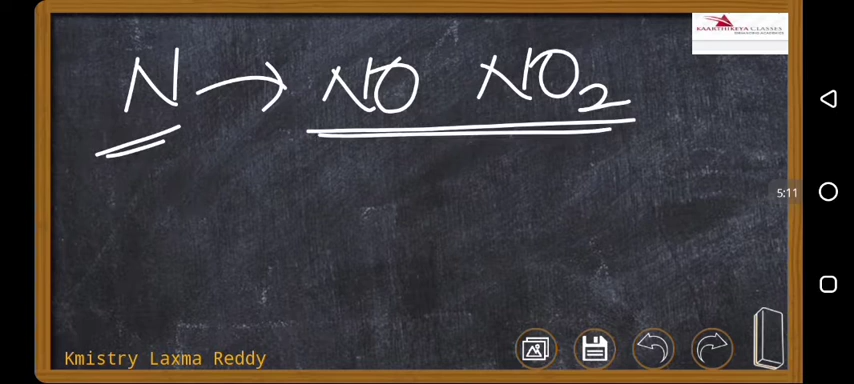 KAARTHIKEYA CLASSES
N → NO NO₂
5:11
Kmistry Laxma Reddy